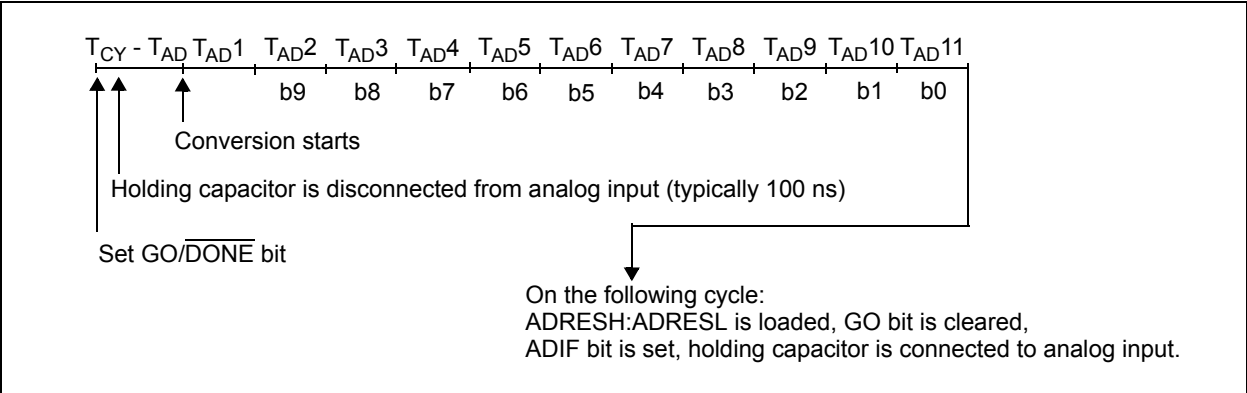 TCY - TAD TAD1 TAD2 TAD3 TAD4 TAD5 TAD6 TAD7 TAD8 TAD9 TAD10 TAD11
b9 b8 b7 b6 b5 b4 b3 b2 b1 b0
Conversion starts
Holding capacitor is disconnected from analog input (typically 100 ns)
Set GO/DONE bit
On the following cycle:
ADRESH:ADRESL is loaded, GO bit is cleared,
ADIF bit is set, holding capacitor is connected to analog input.